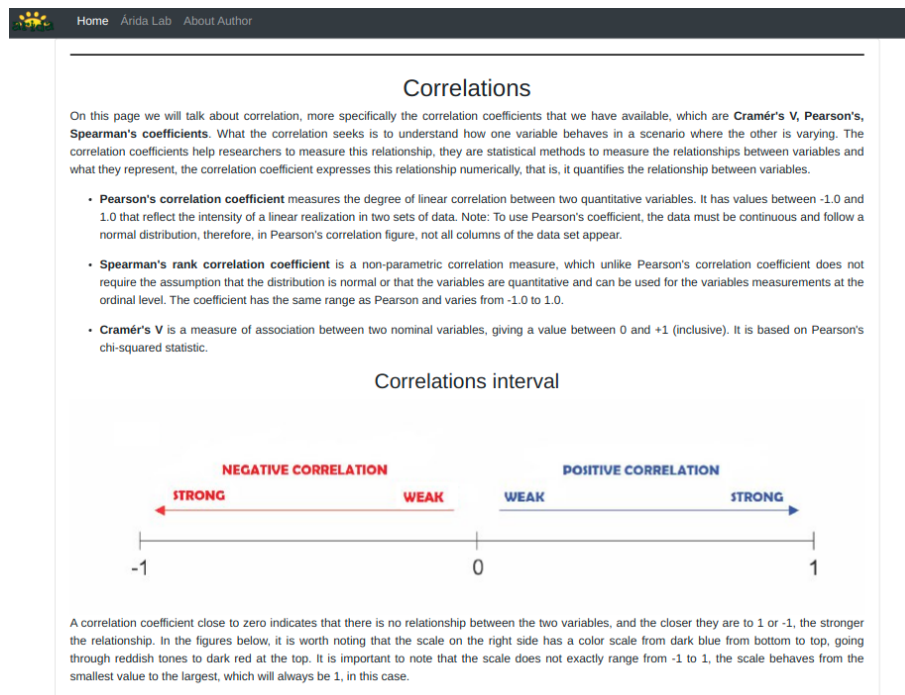 Home Árida Lab About Author
Correlations
On this page we will talk about correlation, more specifically the correlation coefficients that we have available, which are Cramér's V, Pearson's,
Spearman's coefficients. What the correlation seeks is to understand how one variable behaves in a scenario where the other is varying. The
correlation coefficients help researchers to measure this relationship, they are statistical methods to measure the relationships between variables and
what they represent, the correlation coefficient expresses this relationship numerically, that is, it quantifies the relationship between variables.
• Pearson's correlation coefficient measures the degree of linear correlation between two quantitative variables. It has values between -1.0 and
1.0 that reflect the intensity of a linear realization in two sets of data. Note: To use Pearson's coefficient, the data must be continuous and follow a
normal distribution, therefore, in Pearson's correlation figure, not all columns of the data set appear.
• Spearman's rank correlation coefficient is a non-parametric correlation measure, which unlike Pearson's correlation coefficient does not
require the assumption that the distribution is normal or that the variables are quantitative and can be used for the variables measurements at the
ordinal level. The coefficient has the same range as Pearson and varies from -1.0 to 1.0.
• Cramér's V is a measure of association between two nominal variables, giving a value between 0 and +1 (inclusive). It is based on Pearson's
chi-squared statistic.
Correlations interval
NEGATIVE CORRELATION POSITIVE CORRELATION
STRONG WEAK WEAK STRONG
-1 0 1
A correlation coefficient close to zero indicates that there is no relationship between the two variables, and the closer they are to 1 or -1, the stronger
the relationship. In the figures below, it is worth noting that the scale on the right side has a color scale from dark blue from bottom to top, going
through reddish tones to dark red at the top. It is important to note that the scale does not exactly range from -1 to 1, the scale behaves from the
smallest value to the largest, which will always be 1, in this case.